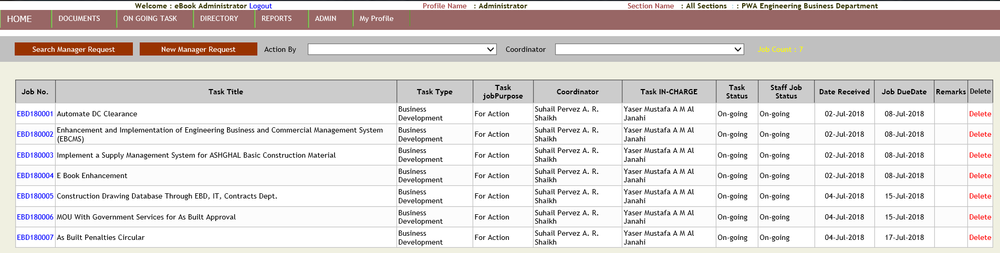 Welcome : eBook Administrator Logout Profile Name : Administrator Section Name : All Sections : : PWA Engineering Business Department
HOME DOCUMENTS ON GOING TASK DIRECTORY REPORTS ADMIN My Profile
Search Manager Request New Manager Request Action By Coordinator Job Count : 7
Job No. Task Title Task Type Task jobPurpose Coordinator Task IN-CHARGE Task Status Staff Job Status Date Received Job DueDate Remarks Delete
EBD180001 Automate DC Clearance Business Development For Action Suhail Pervez A. R. Shaikh Yaser Mustafa A M Al Janahi On-going On-going 02-Jul-2018 08-Jul-2018 Delete
EBD180002 Enhancement and Implementation of Engineering Business and Commercial Management System (EBCMS) Business Development For Action Suhail Pervez A. R. Shaikh Yaser Mustafa A M Al Janahi On-going On-going 02-Jul-2018 08-Jul-2018 Delete
EBD180003 Implement a Supply Management System for ASHGHAL Basic Construction Material Business Development For Action Suhail Pervez A. R. Shaikh Yaser Mustafa A M Al Janahi On-going On-going 02-Jul-2018 08-Jul-2018 Delete
EBD180004 E Book Enhancement Business Development For Action Suhail Pervez A. R. Shaikh Yaser Mustafa A M Al Janahi On-going On-going 02-Jul-2018 08-Jul-2018 Delete
EBD180005 Construction Drawing Database Through EBD, IT, Contracts Dept. Business Development For Action Suhail Pervez A. R. Shaikh Yaser Mustafa A M Al Janahi On-going On-going 04-Jul-2018 15-Jul-2018 Delete
EBD180006 MOU With Government Services for As Built Approval Business Development For Action Suhail Pervez A. R. Shaikh Yaser Mustafa A M Al Janahi On-going On-going 04-Jul-2018 15-Jul-2018 Delete
EBD180007 As Built Penalties Circular Business Development For Action Suhail Pervez A. R. Shaikh Yaser Mustafa A M Al Janahi On-going On-going 04-Jul-2018 17-Jul-2018 Delete